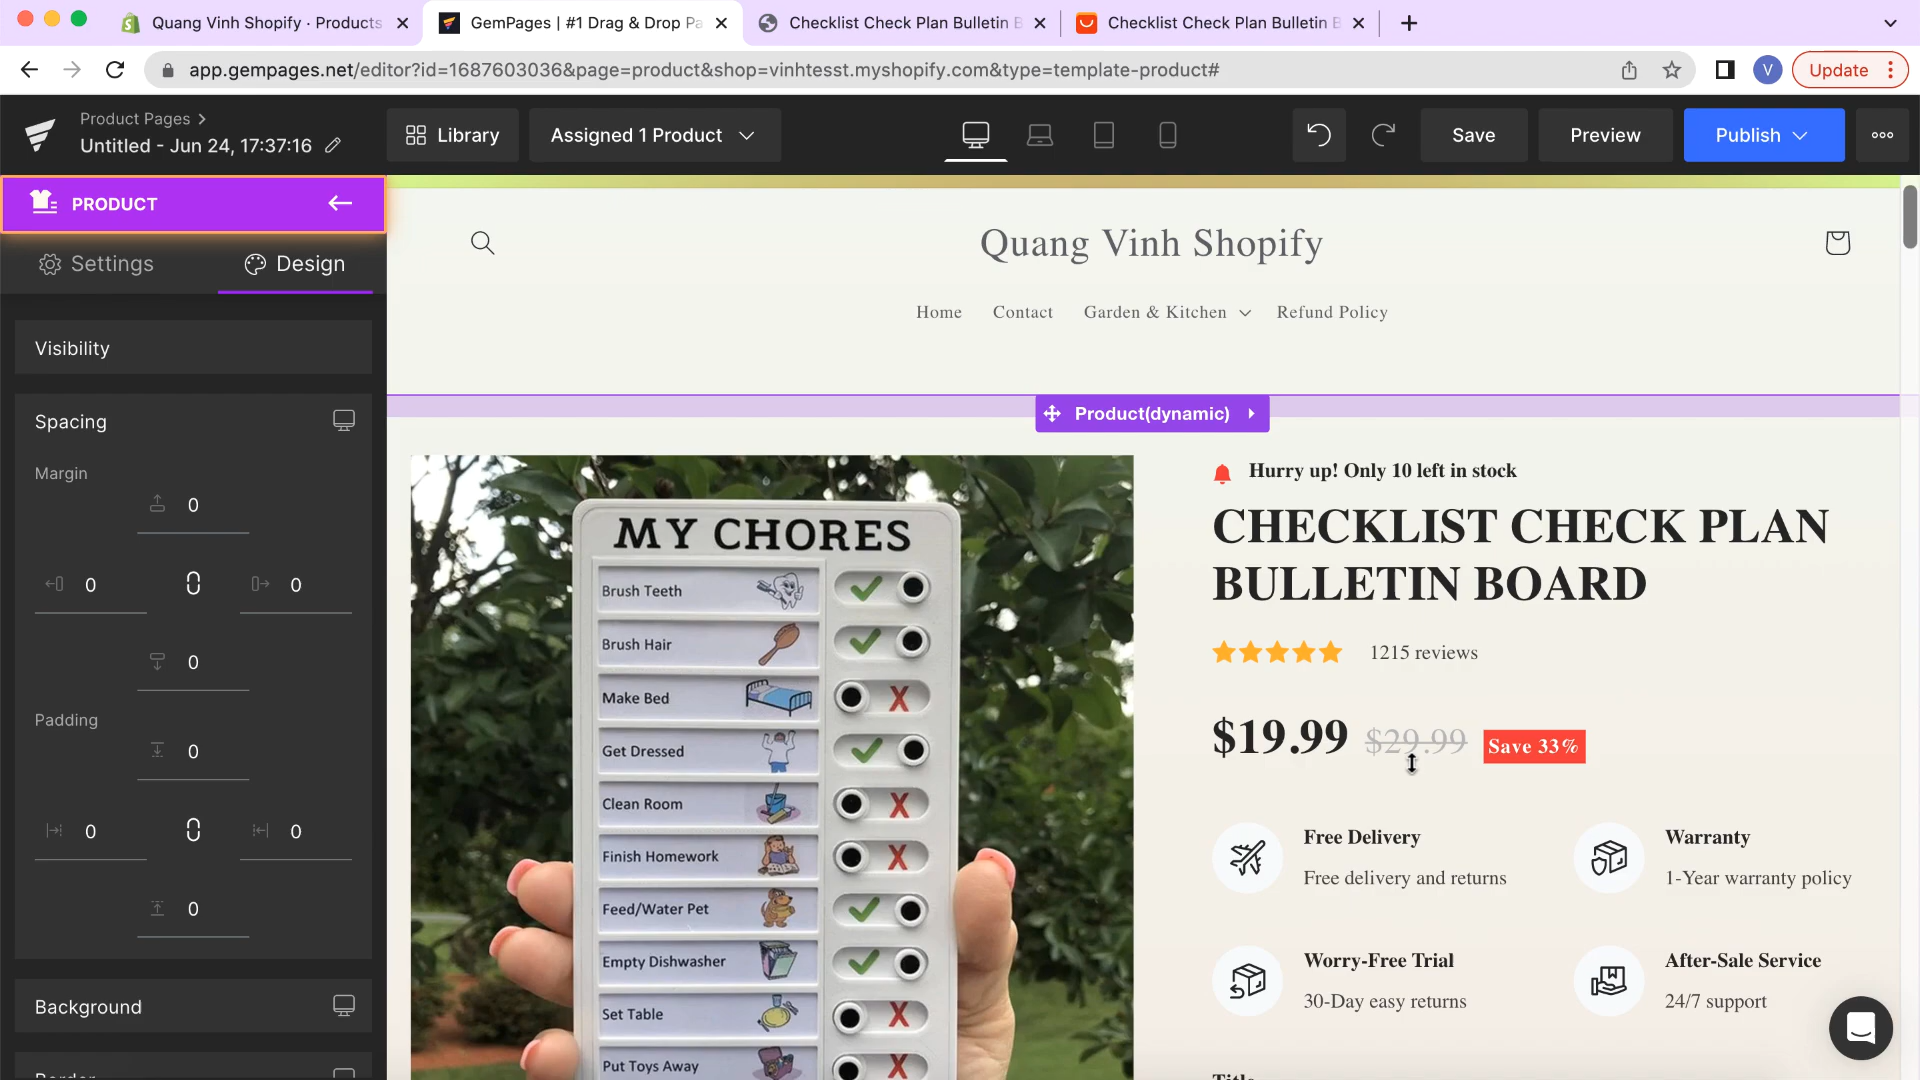 Quang Vinh Shopify · Products
GemPages | #1 Drag & Drop Pa
Checklist Check Plan Bulletin B
Checklist Check Plan Bulletin B
app.gempages.net/editor?id=1687603036&page=product&shop=vinhtesst.myshopify.com&type=template-product#
V
Update
Product Pages >
Untitled - Jun 24, 17:37:16
Library
Assigned 1 Product
Save
Preview
Publish
PRODUCT
Settings
Design
Visibility
Spacing
Margin
0
0
0
0
Padding
0
0
0
0
Background
Border
Quang Vinh Shopify
Home
Contact
Garden & Kitchen
Refund Policy
Product(dynamic)
MY CHORES
Brush Teeth
Brush Hair
Make Bed
X
Get Dressed
Clean Room
X
Finish Homework
X
Feed/Water Pet
Empty Dishwasher
Set Table
X
Put Toys Away
X
Hurry up! Only 10 left in stock
CHECKLIST CHECK PLAN
BULLETIN BOARD
1215 reviews
$19.99 $29.99 Save 33%
Free Delivery
Free delivery and returns
Warranty
1-Year warranty policy
Worry-Free Trial
30-Day easy returns
After-Sale Service
24/7 support
Title